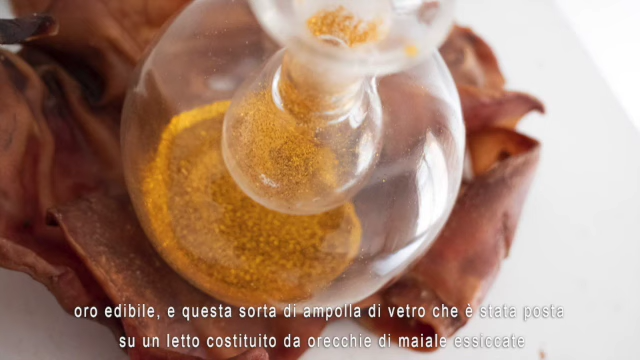 oro edibile, e questa sorta di ampolla di vetro che è stata posta
su un letto costituito da orecchie di maiale essiccate